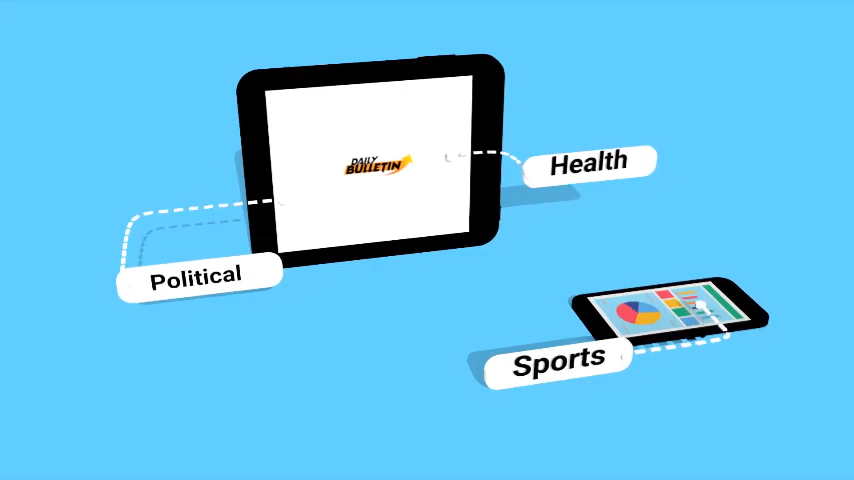 DAILY
BULLETIN
Health
Political
Sports